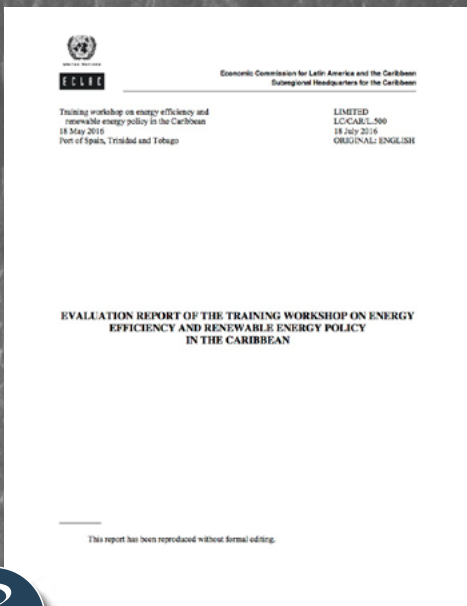 UNITED NATIONS
ECLAC
Economic Commission for Latin America and the Caribbean
Subregional Headquarters for the Caribbean
Training workshop on energy efficiency and
renewable energy policy in the Caribbean
18 May 2016
Port of Spain, Trinidad and Tobago
LIMITED
LC/CAR/L.500
18 July 2016
ORIGINAL: ENGLISH
EVALUATION REPORT OF THE TRAINING WORKSHOP ON ENERGY
EFFICIENCY AND RENEWABLE ENERGY POLICY
IN THE CARIBBEAN
This report has been reproduced without formal editing.